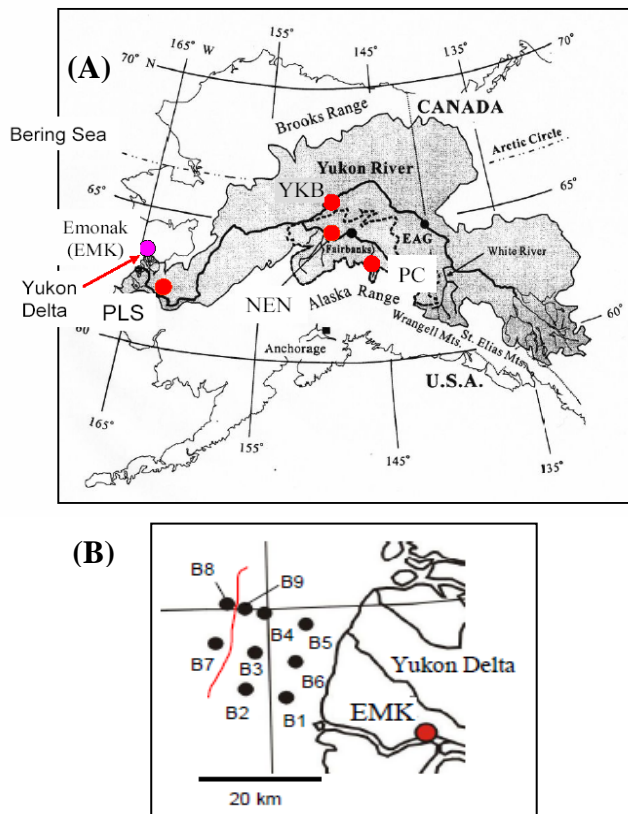 (A)
165° W
155°
145°
135°
70°
70° N
CANADA
Brooks Range
Arctic Circle
Bering Sea
Yukon River
65°
65°
YKB
Emonak
(EMK)
EAG
White River
Fairbanks
Yukon
Delta
PLS
NEN
PC
Alaska Range
Wrangell Mts.
St. Elias Mts.
60
60°
Anchorage
U.S.A.
165°
155°
145°
135°
(B)
B8
B9
B4
B5
B7
B3
B6
B2
B1
Yukon Delta
EMK
20 km